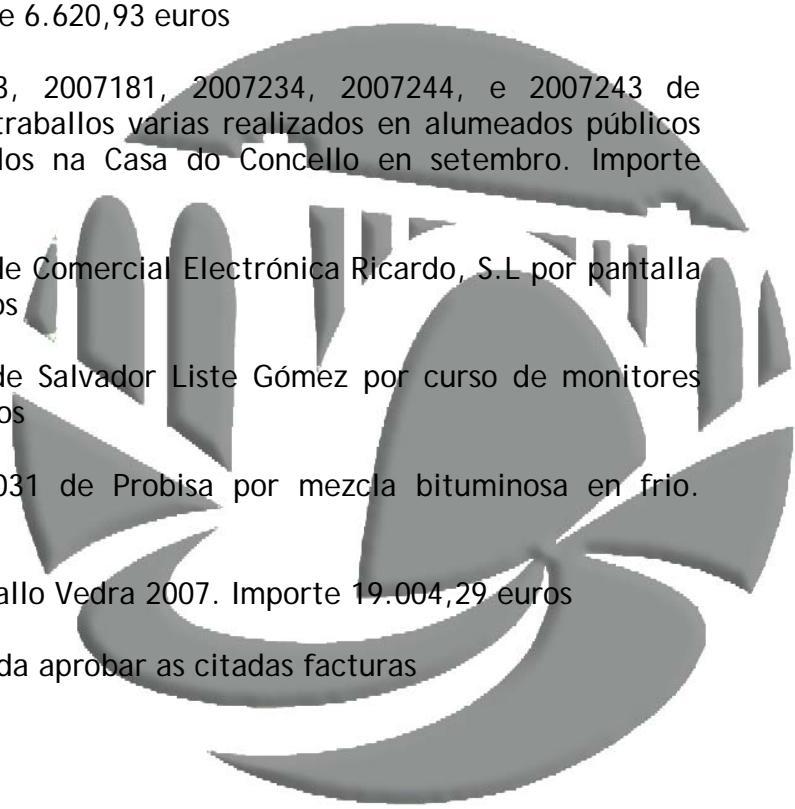 e 6.620,93 euros
3, 2007181, 2007234, 2007244, e 2007243 de
traballos varias realizados en alumeados públicos
los na Casa do Concello en setembro. Importe
de Comercial Electrónica Ricardo, S.L por pantalla
os
de Salvador Liste Gómez por curso de monitores
os
031 de Probisa por mezcla bituminosa en frio.
allo Vedra 2007. Importe 19.004,29 euros
da aprobar as citadas facturas